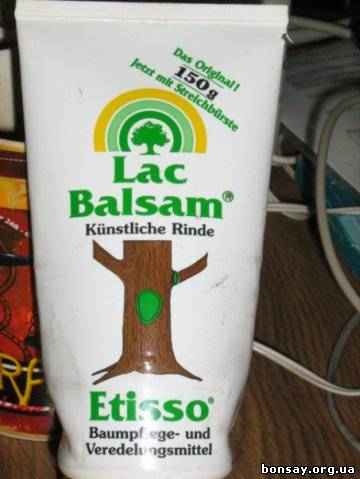 Das Original!
150g
Jetzt mit Streichbürste
Lac
Balsam®
Künstliche Rinde
Etisso®
Baumpflege- und
Veredelungsmittel
bonsay.org.ua